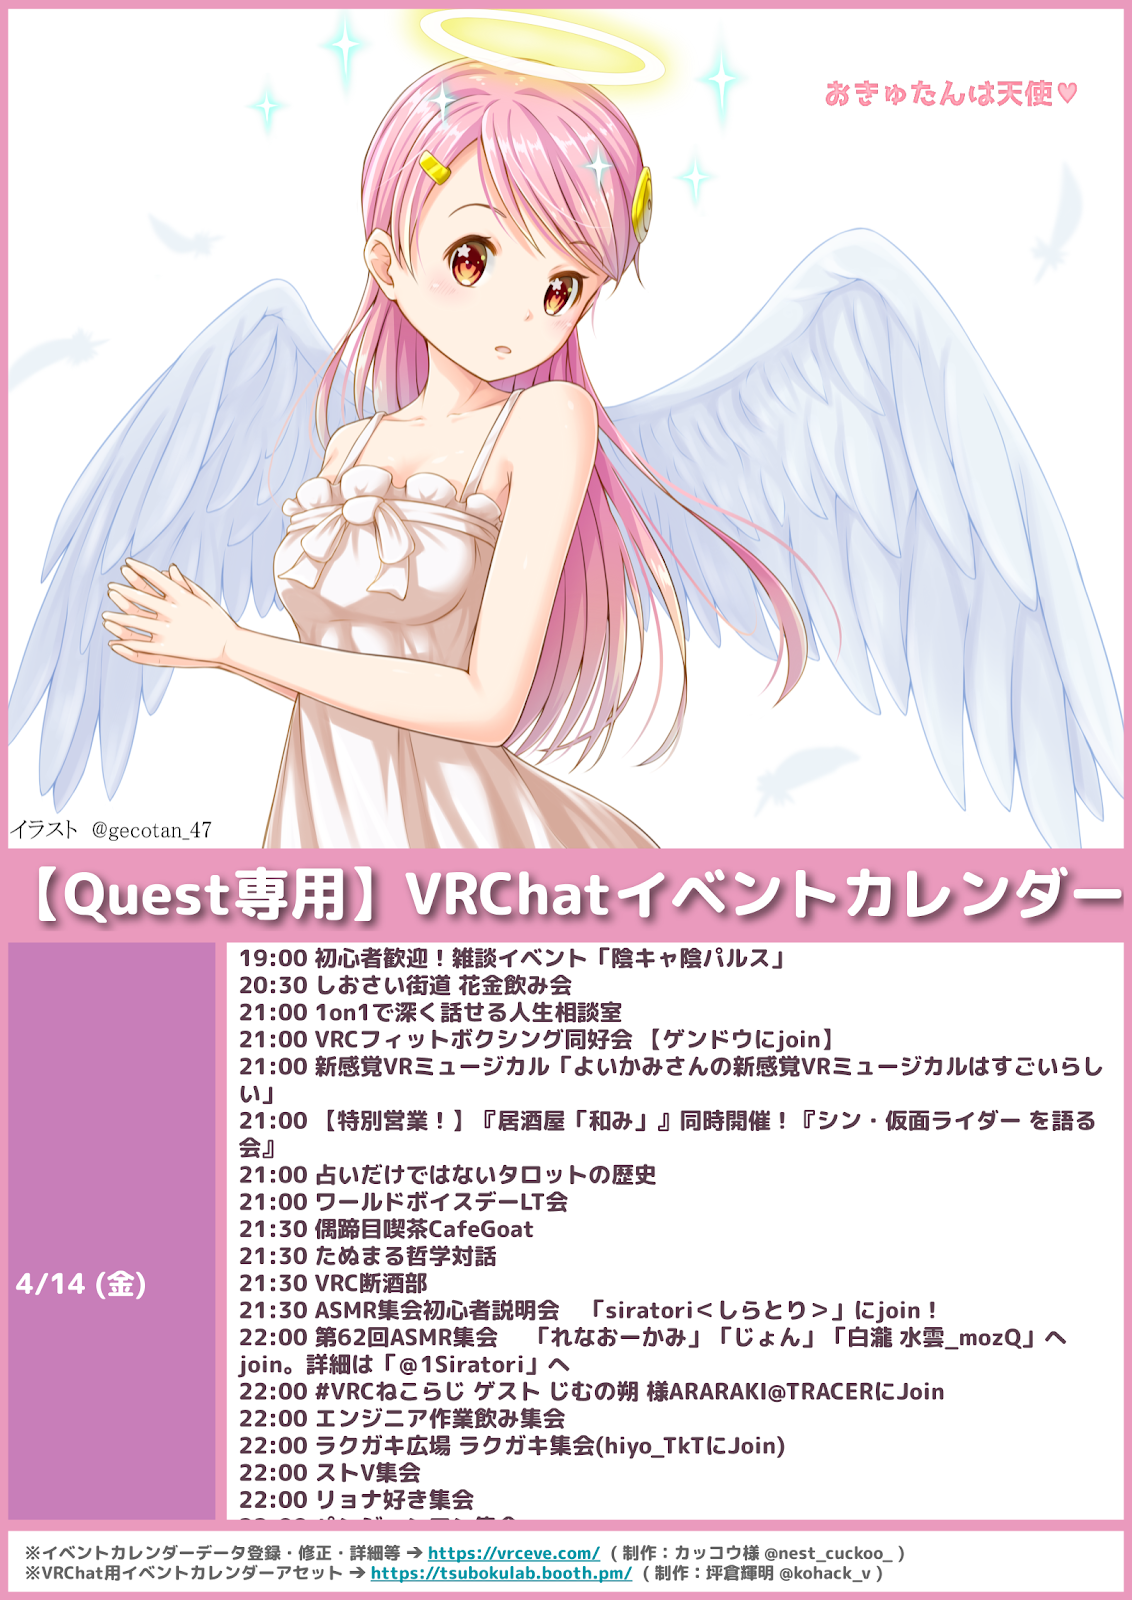 おきゅたんは天使♥
イラスト @gecotan_47
【Quest専用】VRChatイベントカレンダー
4/14 (金)
19:00 初心者歓迎！雑談イベント「陰キャ陰パルス」
20:30 しおさい街道 花金飲み会
21:00 1on1で深く話せる人生相談室
21:00 VRCフィットボクシング同好会 【ゲンドウにjoin】
21:00 新感覚VRミュージカル「よいかみさんの新感覚VRミュージカルはすごいらし
い」
21:00 【特別営業！】『居酒屋「和み」』同時開催！『シン・仮面ライダー を語る
会』
21:00 占いだけではないタロットの歴史
21:00 ワールドボイスデーLT会
21:30 偶蹄目喫茶CafeGoat
21:30 たぬまる哲学対話
21:30 VRC断酒部
21:30 ASMR集会初心者説明会　「siratori＜しらとり＞」にjoin！
22:00 第62回ASMR集会　「れなおーかみ」「じょん」「白瀧 水雲_mozQ」へ
join。詳細は「@1Siratori」へ
22:00 #VRCねこらじ ゲスト じむの朔 様ARARAKI@TRACERにJoin
22:00 エンジニア作業飲み集会
22:00 ラクガキ広場 ラクガキ集会(hiyo_TkTにJoin)
22:00 ストV集会
22:00 リョナ好き集会
※イベントカレンダーデータ登録・修正・詳細等 ➔ https://vrceve.com/ （ 制作：カッコウ様 @nest_cuckoo_ ）
※VRChat用イベントカレンダーアセット ➔ https://tsubokulab.booth.pm/ （ 制作：坪倉輝明 @kohack_v ）